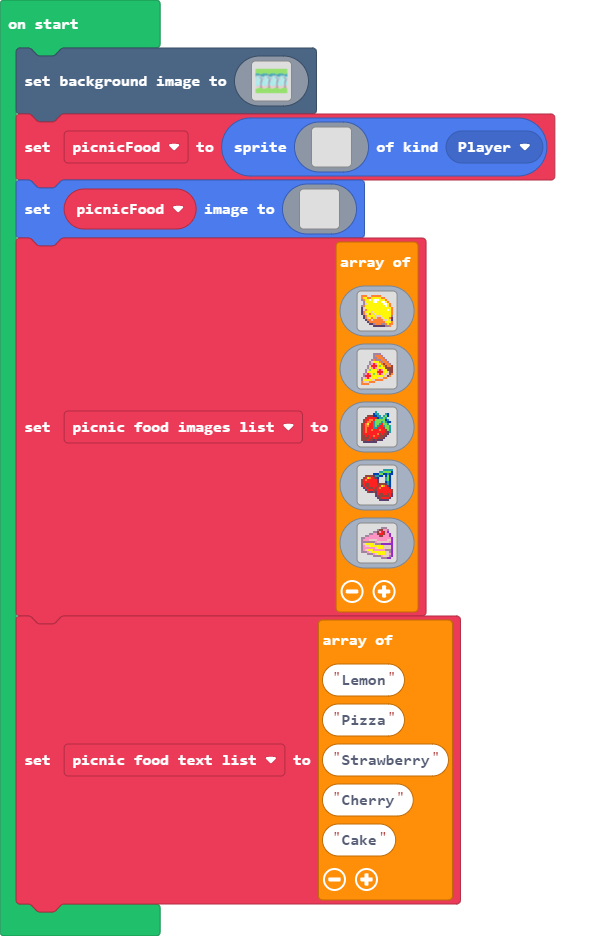 on start
set background image to
set picnicFood to sprite of kind Player
set picnicFood image to
array of
set picnic food images list to
array of
"Lemon"
"Pizza"
set picnic food text list to "Strawberry"
"Cherry"
"Cake"